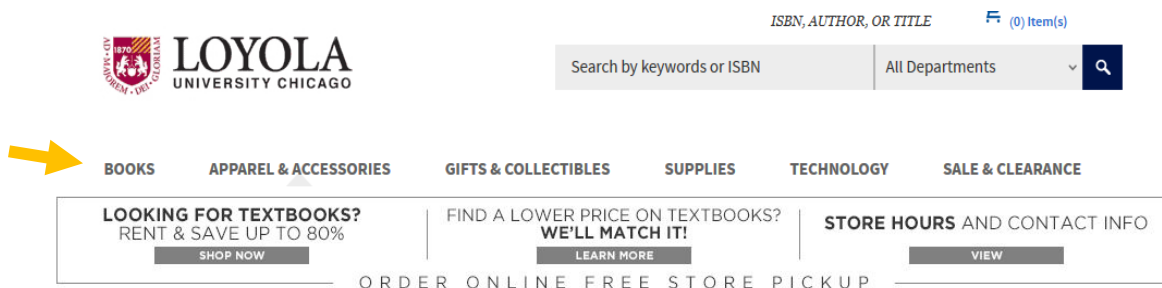 ISBN, AUTHOR, OR TITLE (0) Item(s)
AD · MAJOREM · DEI · GLORIAM
1870
LOYOLA
UNIVERSITY CHICAGO
Search by keywords or ISBN All Departments
BOOKS APPAREL & ACCESSORIES GIFTS & COLLECTIBLES SUPPLIES TECHNOLOGY SALE & CLEARANCE
LOOKING FOR TEXTBOOKS?
RENT & SAVE UP TO 80%
SHOP NOW
FIND A LOWER PRICE ON TEXTBOOKS?
WE'LL MATCH IT!
LEARN MORE
STORE HOURS AND CONTACT INFO
VIEW
ORDER ONLINE FREE STORE PICKUP